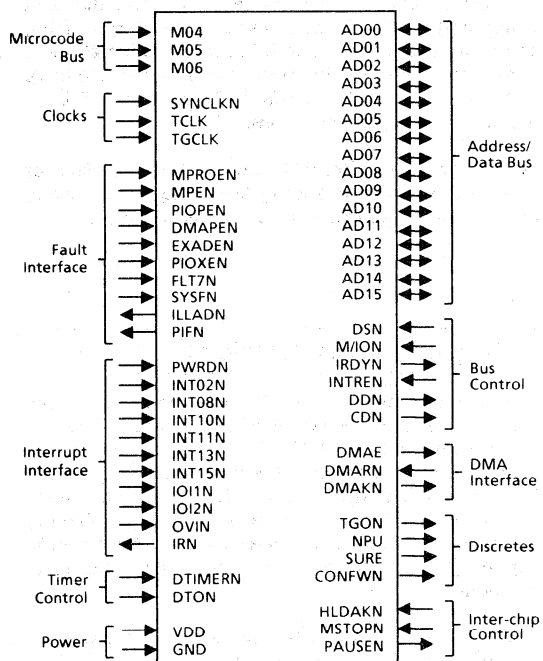 Microcode
Bus
M04
M05
M06
Clocks
SYNCLKN
TCLK
TGCLK
Fault
Interface
MPROEN
MPEN
PIOPEN
DMAPEN
EXADEN
PIOXEN
FLT7N
SYSFN
ILLADN
PIFN
Interrupt
Interface
PWRDN
INT02N
INT08N
INT10N
INT11N
INT13N
INT15N
IOI1N
IOI2N
OVIN
IRN
Timer
Control
DTIMERN
DTON
Power
VDD
GND
AD00
AD01
AD02
AD03
AD04
AD05
AD06
AD07
AD08
AD09
AD10
AD11
AD12
AD13
AD14
AD15
Address/
Data Bus
DSN
M/ION
IRDYN
INTREN
DDN
CDN
Bus
Control
DMAE
DMARN
DMAKN
DMA
Interface
TGON
NPU
SURE
CONFWN
Discretes
HLDAKN
MSTOPN
PAUSEN
Inter-chip
Control